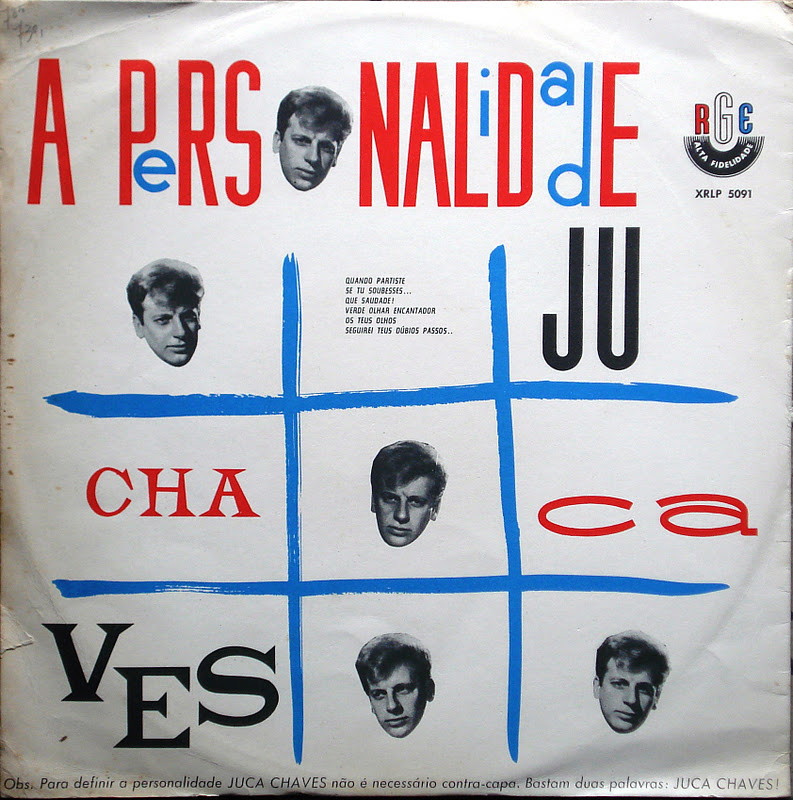 A PeRS NALiDadE
RGE
ALTA FIDELIDADE
XRLP 5091
JU
QUANDO PARTISTE
SE TU SOUBESSES...
QUE SAUDADE!
VERDE OLHAR ENCANTADOR
OS TEUS OLHOS
SEGUIREI TEUS DÚBIOS PASSOS..
CHA
ca
VES
Obs. Para definir a personalidade JUCA CHAVES não é necessário contra-capa. Bastam duas palavras: JUCA CHAVES!